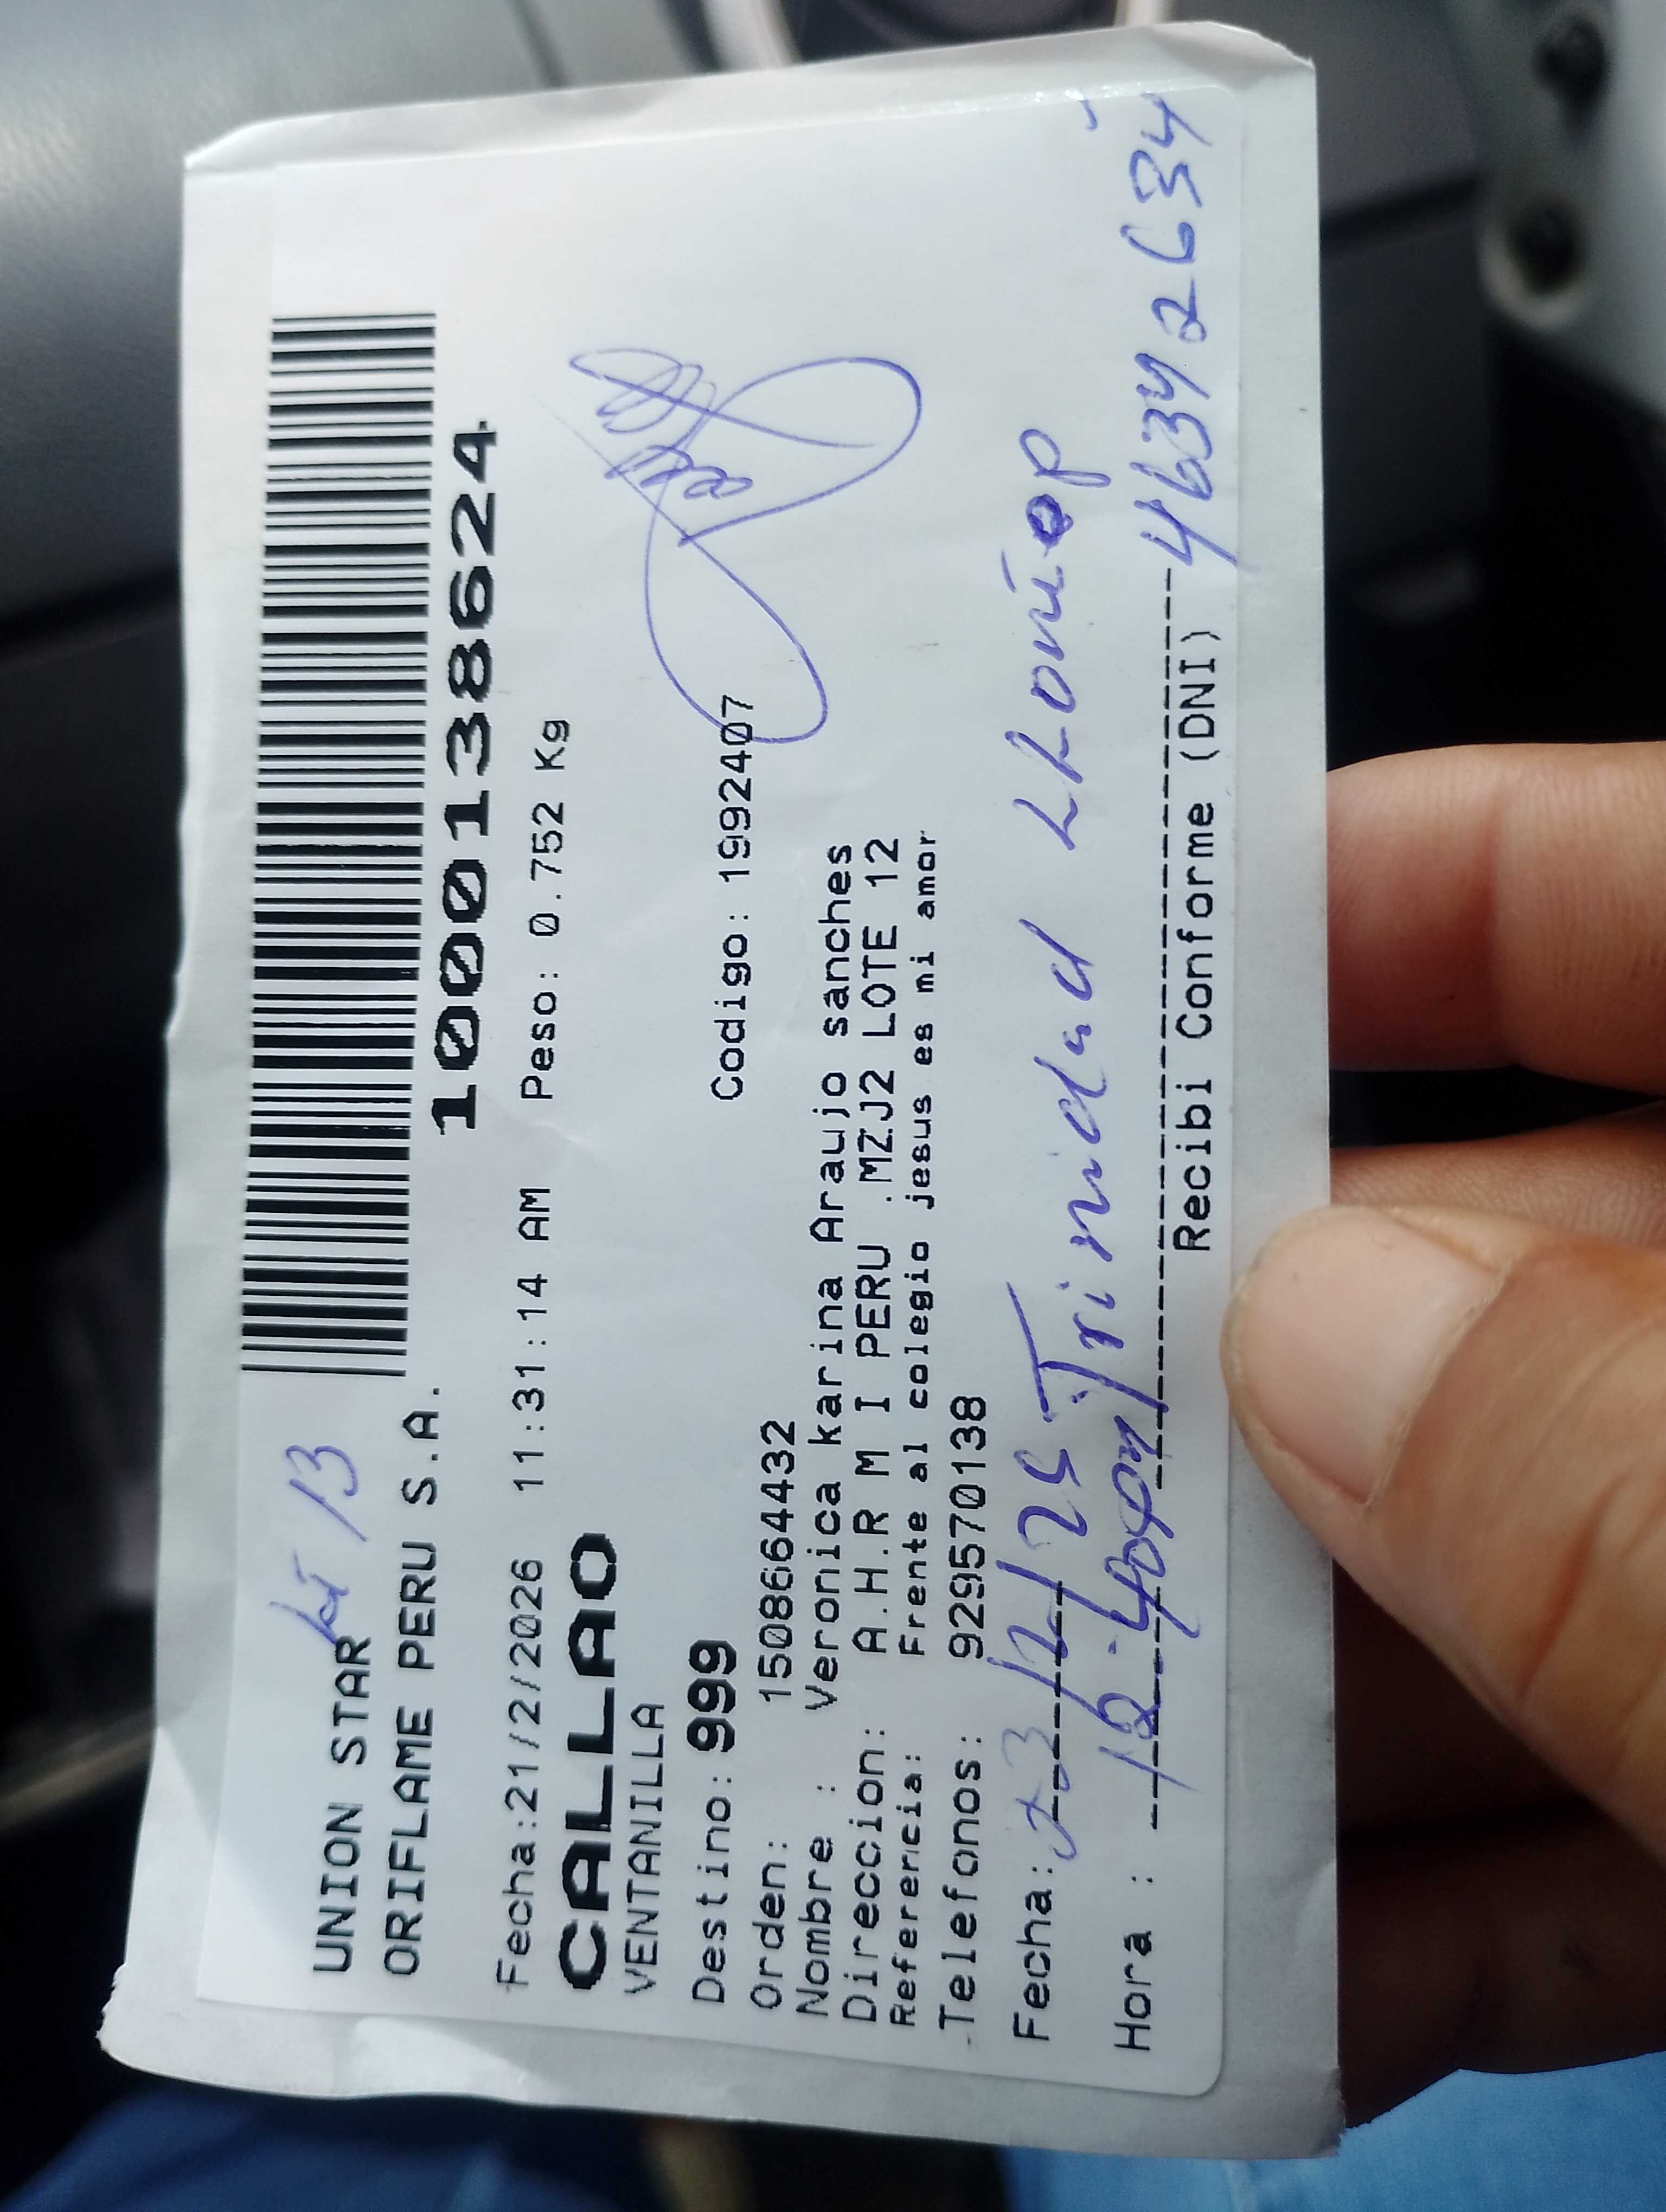 UNION STAR
ORIFLAME PERU S.A.
10001138624
Fecha:21/2/2026 11:31:14 AM Peso: 0.752 Kg
CALLAO
VENTANILLA
Destino: 999
Codigo: 1992407
Orden: 1508664432
Nombre : Veronica karina Araujo sanches
Direccion: A.H.R M I PERU .MZJ2 LOTE 12
Referencia: Frente al colegio jesus es mi amor
Telefonos: 929570138
Fecha: Trinidad
Hora : 46342634
Recibi Conforme (DNI)